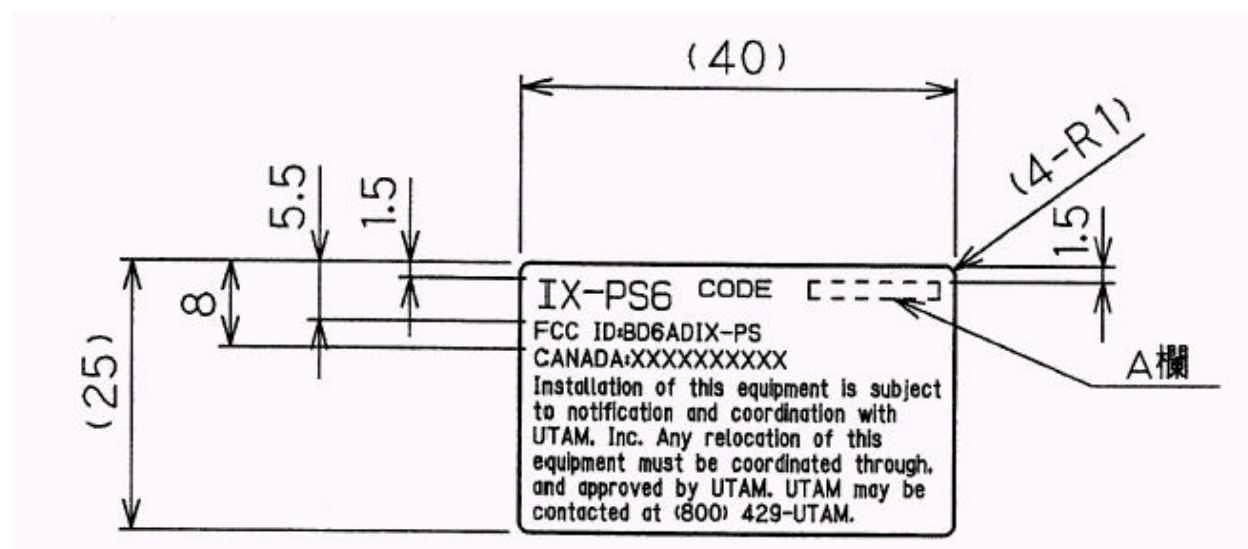 (40)
(4-R1)
5.5
1.5
1.5
8
(25)
IX-PS6 CODE
A欄
FCC ID:BD6ADIX-PS
CANADA:XXXXXXXXXX
Installation of this equipment is subject
to notification and coordination with
UTAM. Inc. Any relocation of this
equipment must be coordinated through.
and approved by UTAM. UTAM may be
contacted at (800) 429-UTAM.